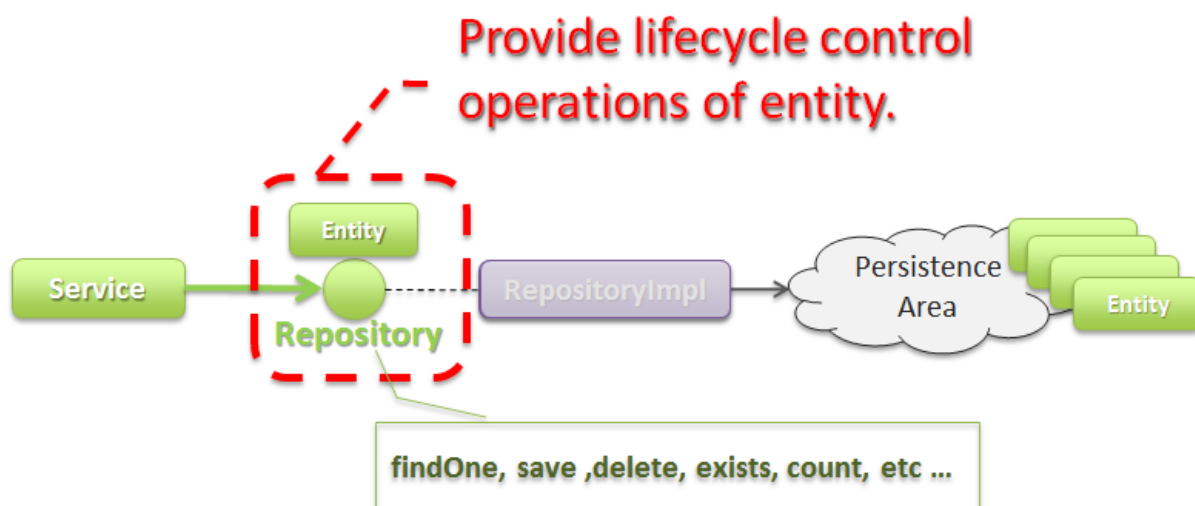 Provide lifecycle control
operations of entity.
Entity
Service
Repository
RepositoryImpl
Persistence
Area
Entity
findOne, save ,delete, exists, count, etc ...